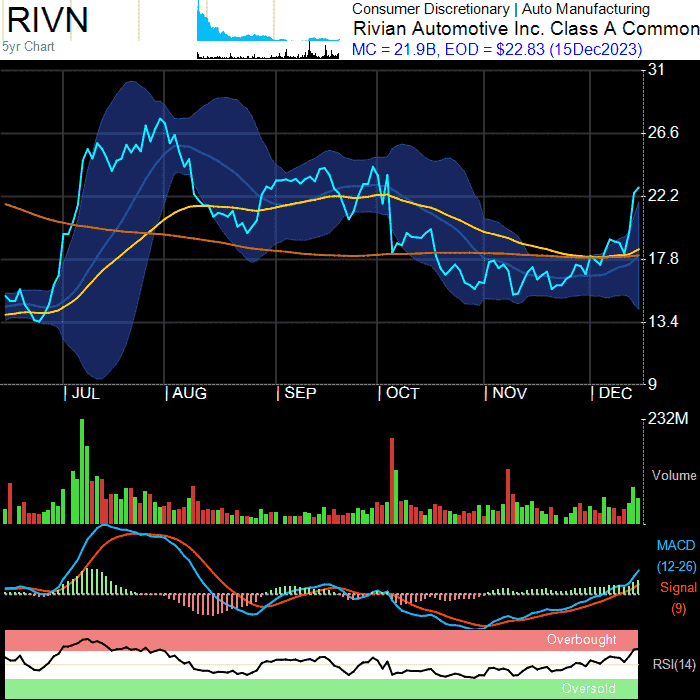 RIVN
5yr Chart
Consumer Discretionary | Auto Manufacturing
Rivian Automotive Inc. Class A Common
MC = 21.9B, EOD = $22.83 (15Dec2023)
31
26.6
22.2
17.8
13.4
9
| JUL | AUG | SEP | OCT | NOV | DEC
232M
Volume
MACD
(12-26)
Signal
(9)
Overbought
RSI(14)
Oversold